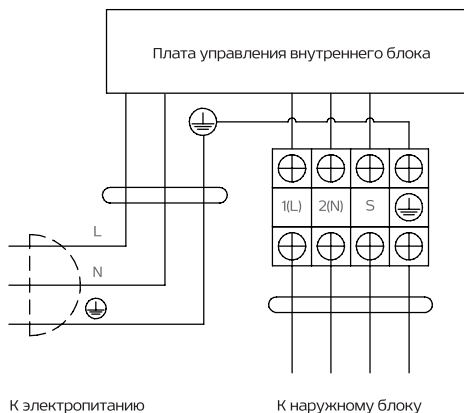 Плата управления внутреннего блока
1(L) 2(N) S
L
N
К электропитанию
К наружному блоку